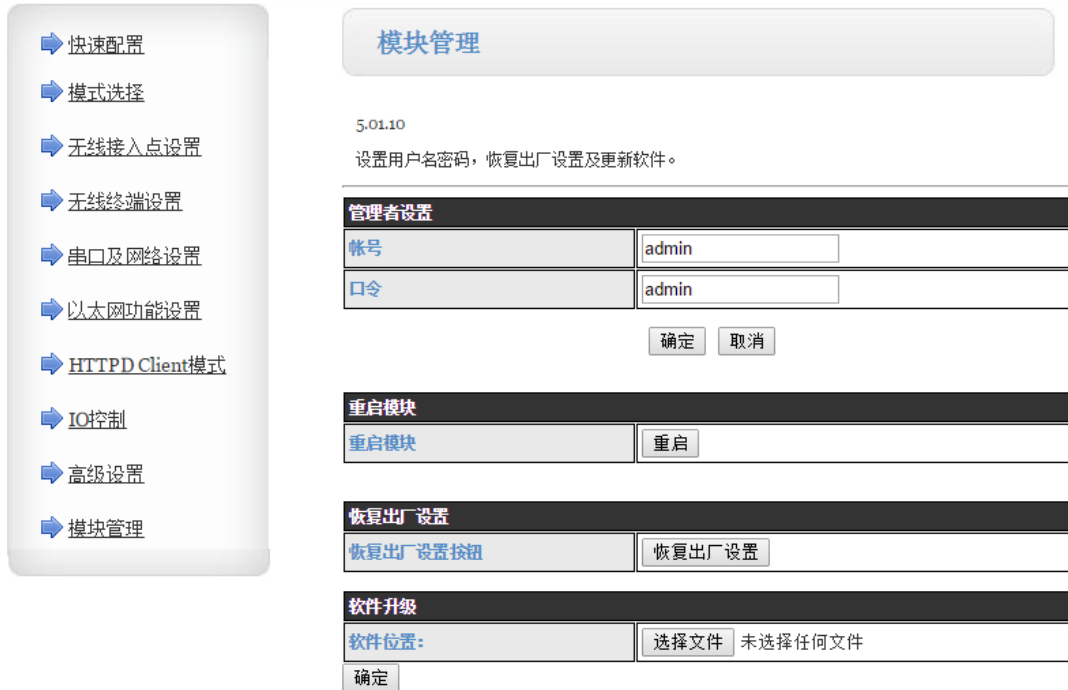 快速配置
模式选择
无线接入点设置
无线终端设置
串口及网络设置
以太网功能设置
HTTPD Client模式
IO控制
高级设置
模块管理
模块管理
5.01.10
设置用户名密码，恢复出厂设置及更新软件。
管理者设置
帐号 admin
口令 admin
确定 取消
重启模块
重启模块 重启
恢复出厂设置
恢复出厂设置按钮 恢复出厂设置
软件升级
软件位置: 选择文件 未选择任何文件
确定